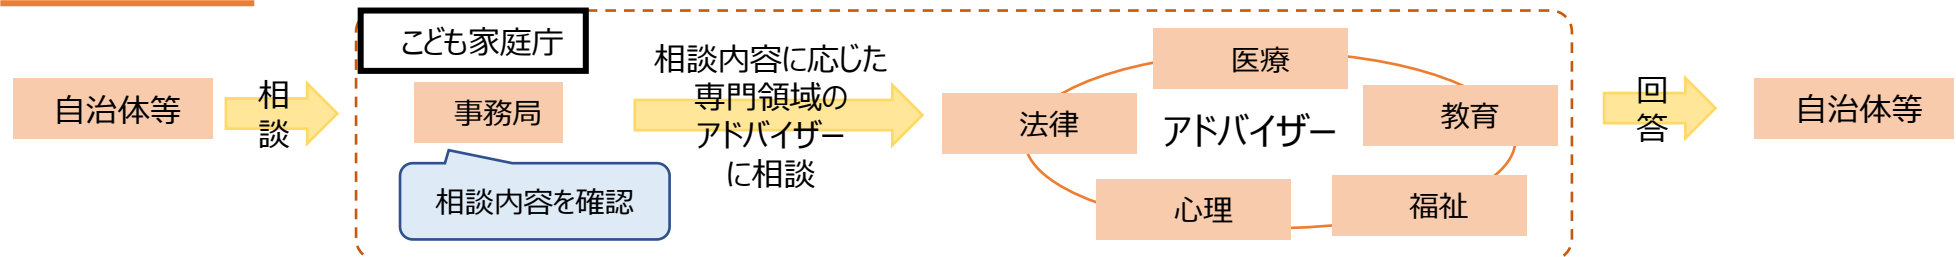 自治体等
相
談
こども家庭庁
事務局
相談内容を確認
相談内容に応じた
専門領域の
アドバイザー
に相談
医療
法律
アドバイザー
教育
心理
福祉
回
答
自治体等